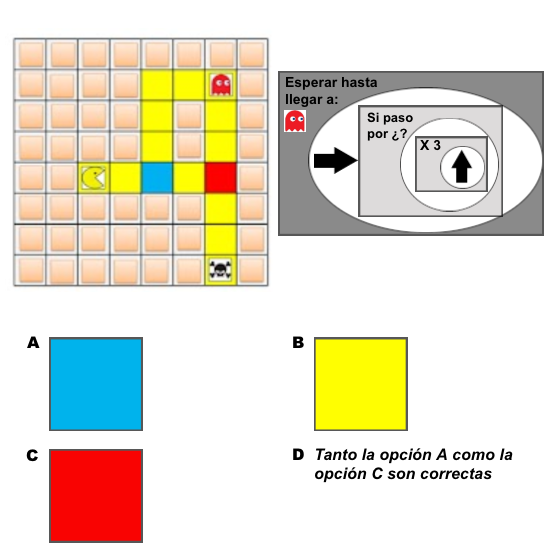 Esperar hasta
llegar a:
Si paso
por ¿?
X 3
A
B
C
D Tanto la opción A como la
opción C son correctas